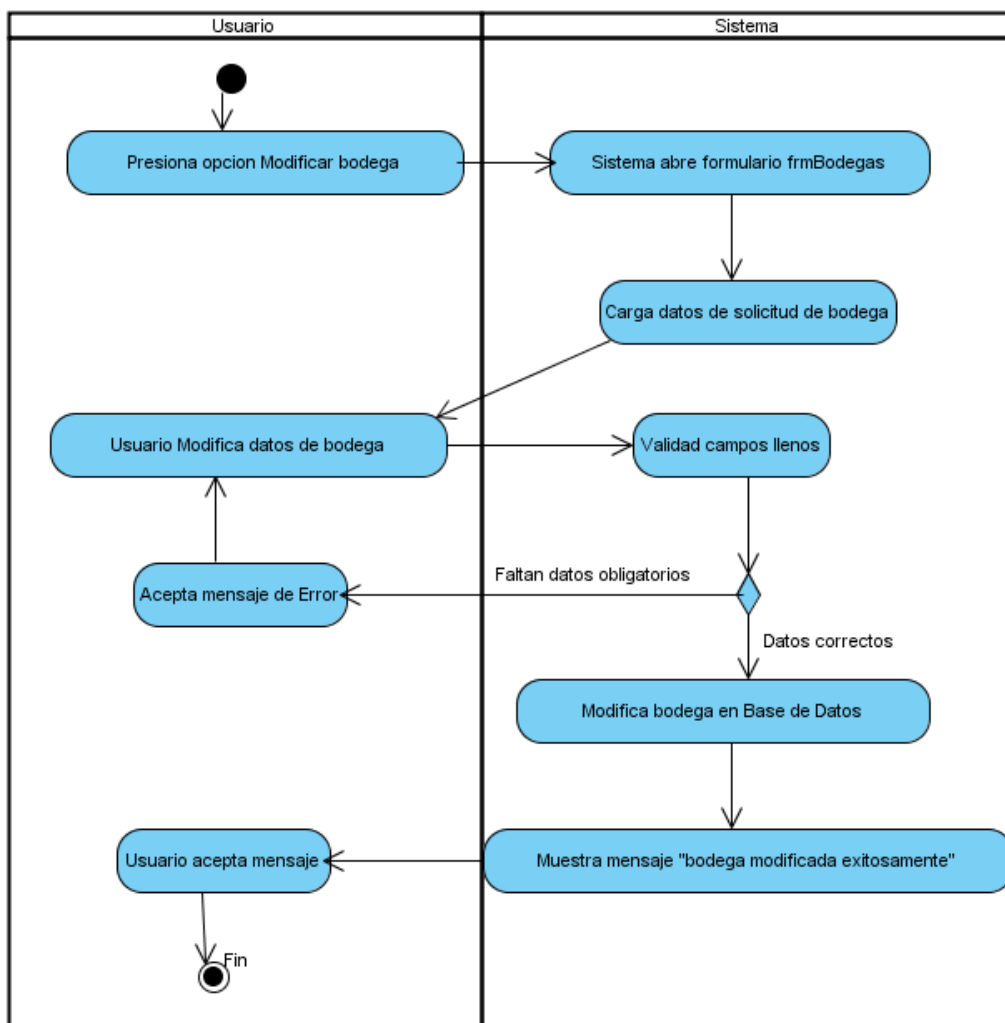 Usuario
Sistema
Presiona opcion Modificar bodega
Sistema abre formulario frmBodegas
Carga datos de solicitud de bodega
Usuario Modifica datos de bodega
Validad campos llenos
Faltan datos obligatorios
Acepta mensaje de Error
Datos correctos
Modifica bodega en Base de Datos
Usuario acepta mensaje
Muestra mensaje "bodega modificada exitosamente"
Fin